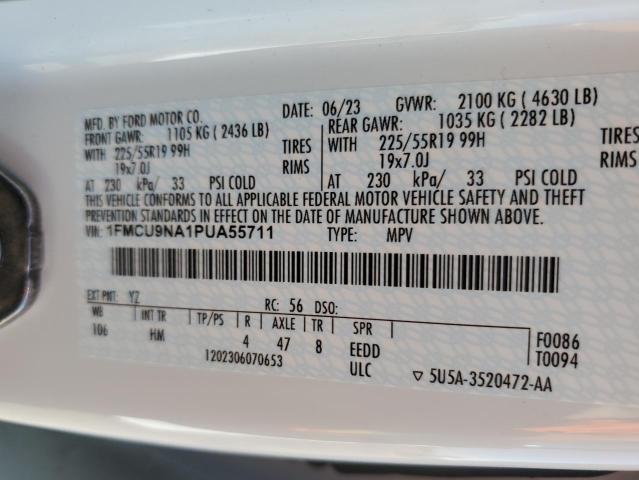 MFD. BY FORD MOTOR CO. DATE: 06/23 GVWR: 2100 KG ( 4630 LB)
FRONT GAWR: 1105 KG ( 2436 LB) REAR GAWR: 1035 KG ( 2282 LB)
WITH 225/55R19 99H TIRES WITH 225/55R19 99H TIRES
19x7.0J RIMS 19x7.0J RIMS
AT 230 kPa/ 33 PSI COLD AT 230 kPa/ 33 PSI COLD
THIS VEHICLE CONFORMS TO ALL APPLICABLE FEDERAL MOTOR VEHICLE SAFETY AND THEFT
PREVENTION STANDARDS IN EFFECT ON THE DATE OF MANUFACTURE SHOWN ABOVE.
VIN: 1FMCU9NA1PUA55711 TYPE: MPV
EXT PNT: YZ RC: 56 DSO:
WB INT TR TP/PS R AXLE TR SPR
106 HM 4 47 8 EEDD F0086
1202306070653 ULC T0094
▽ 5U5A-3520472-AA